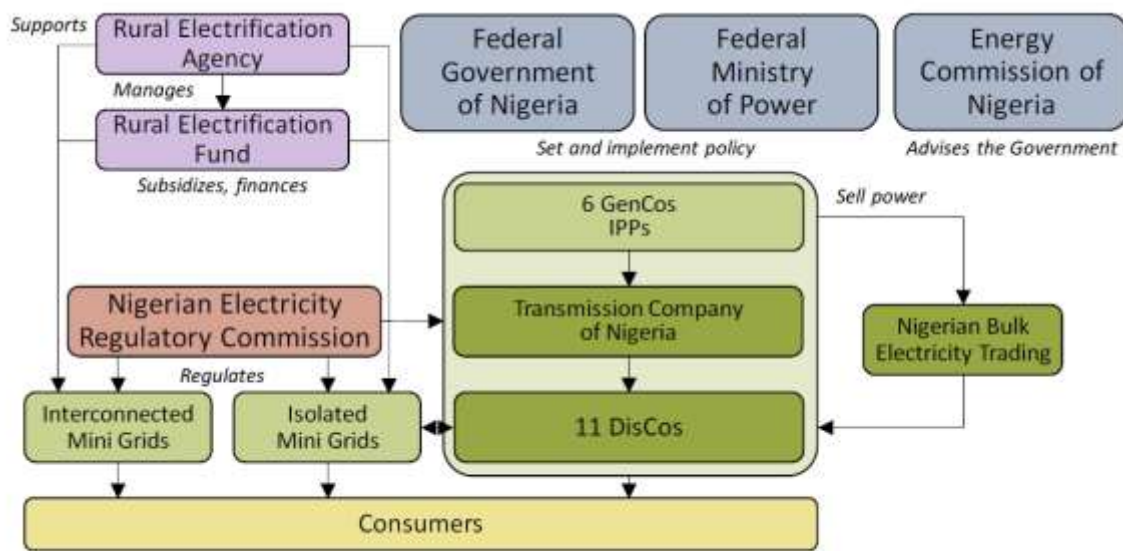 Supports
Rural Electrification
Agency
Manages
Rural Electrification
Fund
Subsidizes, finances
Federal
Government
of Nigeria
Federal
Ministry
of Power
Energy
Commission of
Nigeria
Set and implement policy
Advises the Government
6 GenCos
IPPs
Sell power
Nigerian Electricity
Regulatory Commission
Transmission Company
of Nigeria
Nigerian Bulk
Electricity Trading
Regulates
Interconnected
Mini Grids
Isolated
Mini Grids
11 DisCos
Consumers